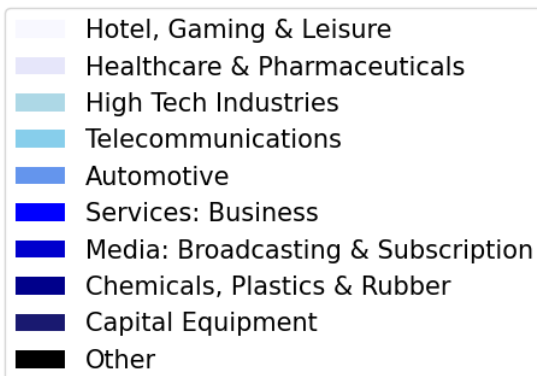 Hotel, Gaming & Leisure
Healthcare & Pharmaceuticals
High Tech Industries
Telecommunications
Automotive
Services: Business
Media: Broadcasting & Subscription
Chemicals, Plastics & Rubber
Capital Equipment
Other